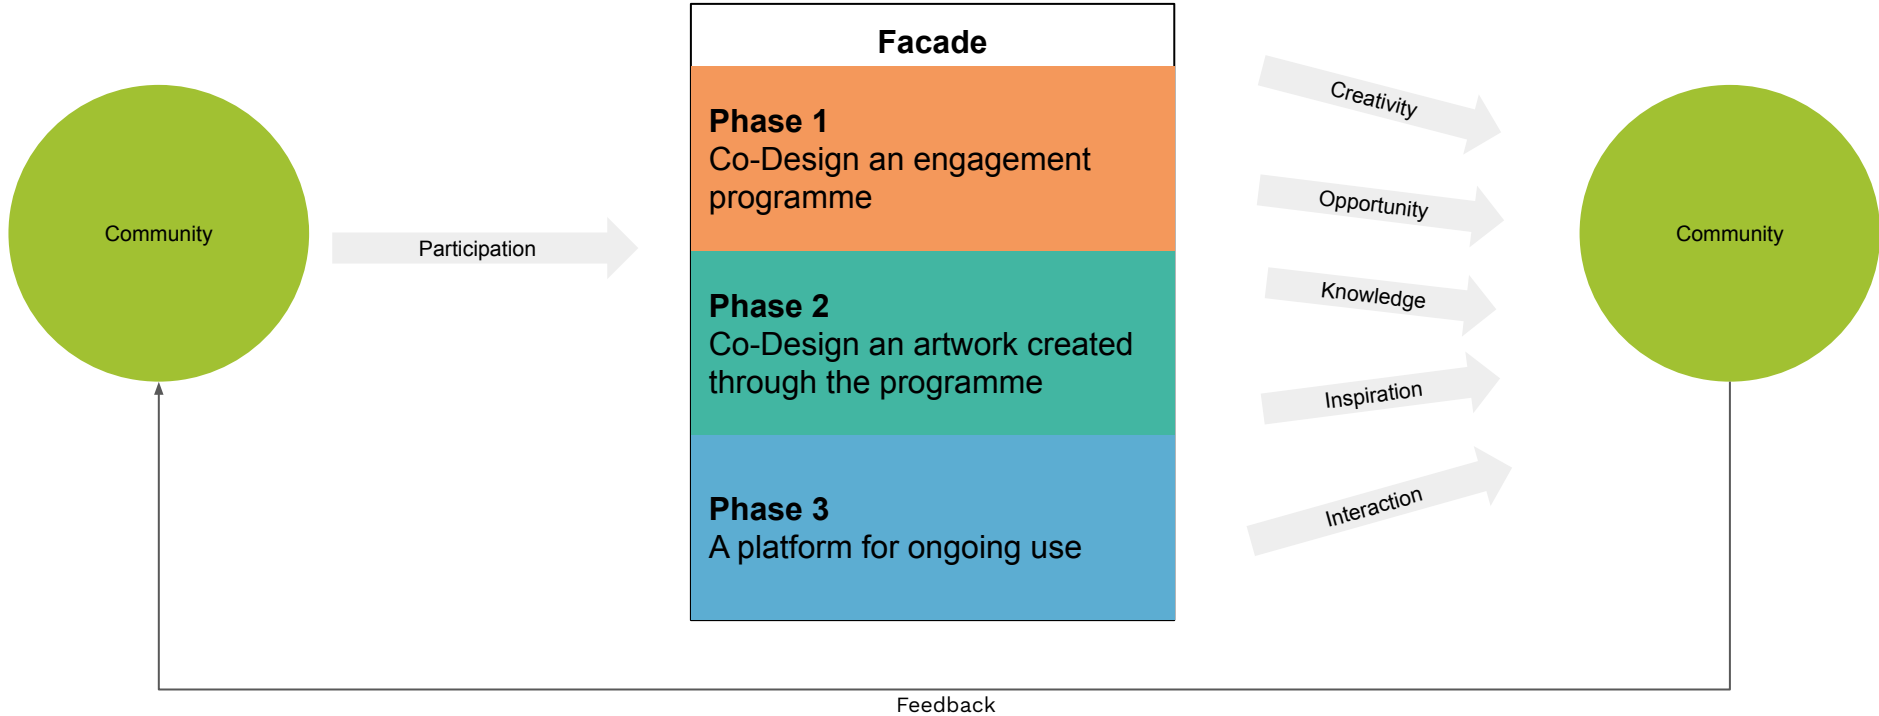 Facade
Community
Participation
Phase 1
Co-Design an engagement
programme
Phase 2
Co-Design an artwork created
through the programme
Phase 3
A platform for ongoing use
Creativity
Opportunity
Knowledge
Inspiration
Interaction
Community
Feedback